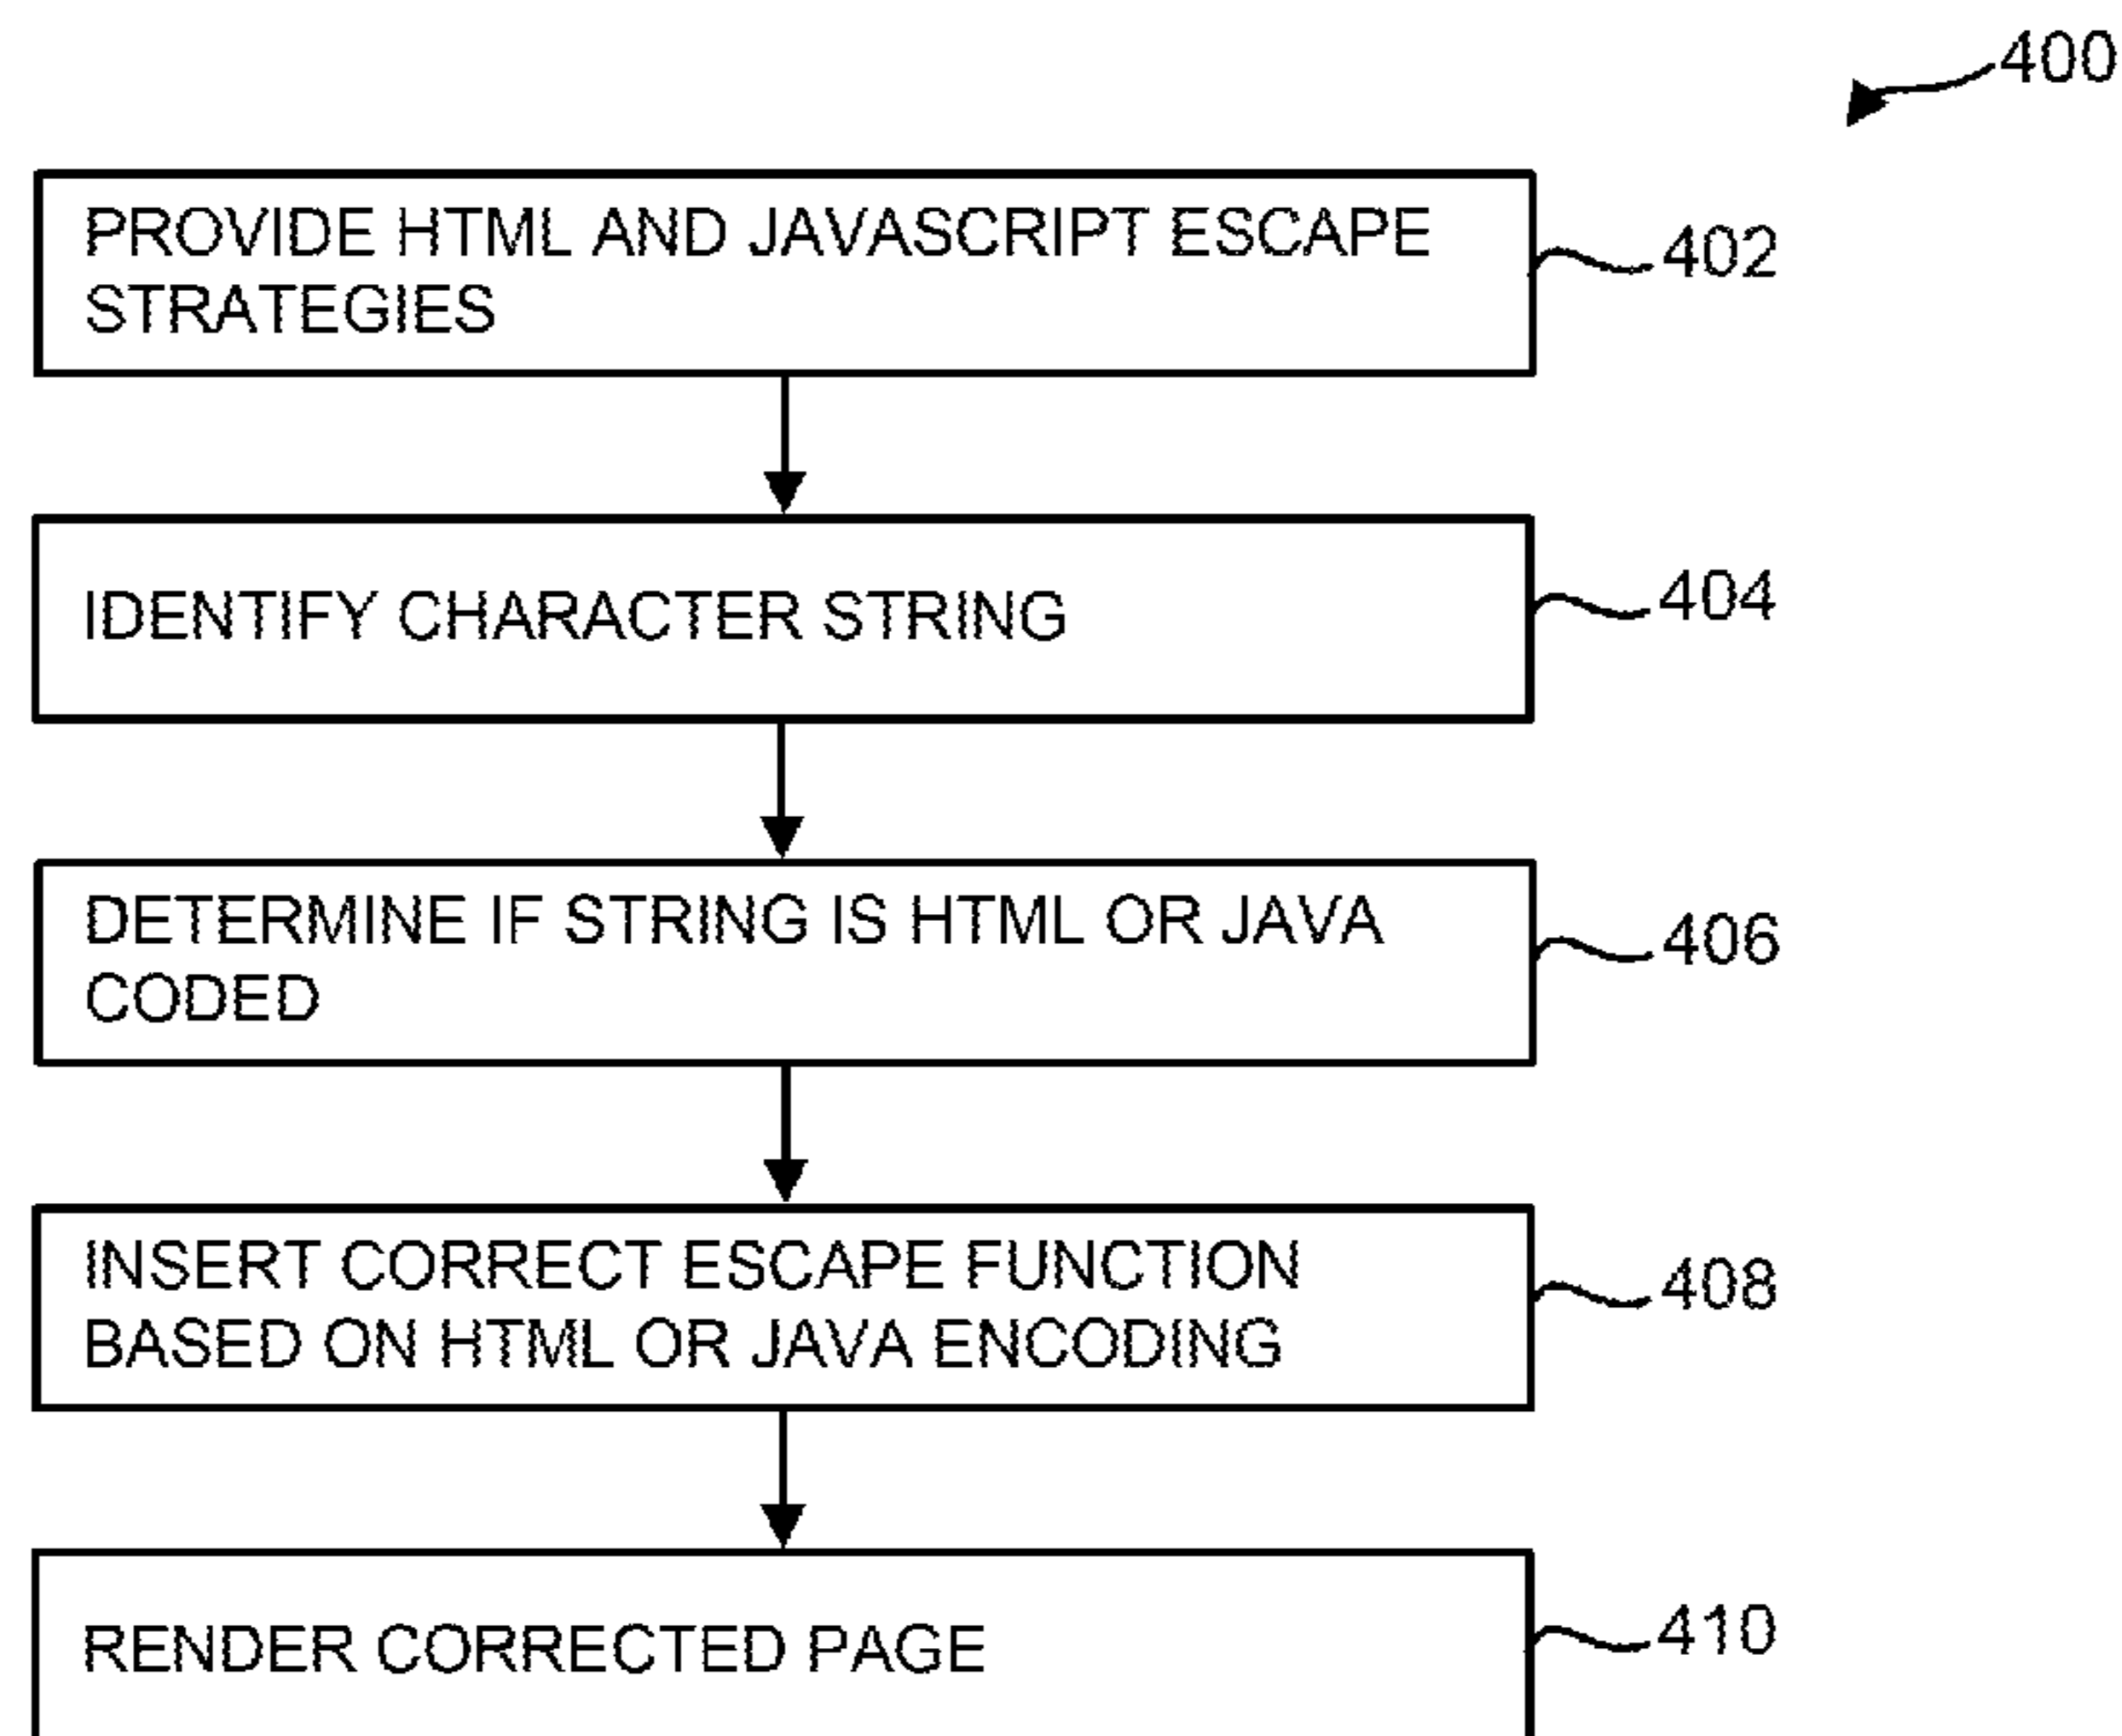 400
PROVIDE HTML AND JAVASCRIPT ESCAPE
STRATEGIES
402
IDENTIFY CHARACTER STRING
404
DETERMINE IF STRING IS HTML OR JAVA
CODED
406
INSERT CORRECT ESCAPE FUNCTION
BASED ON HTML OR JAVA ENCODING
408
RENDER CORRECTED PAGE
410